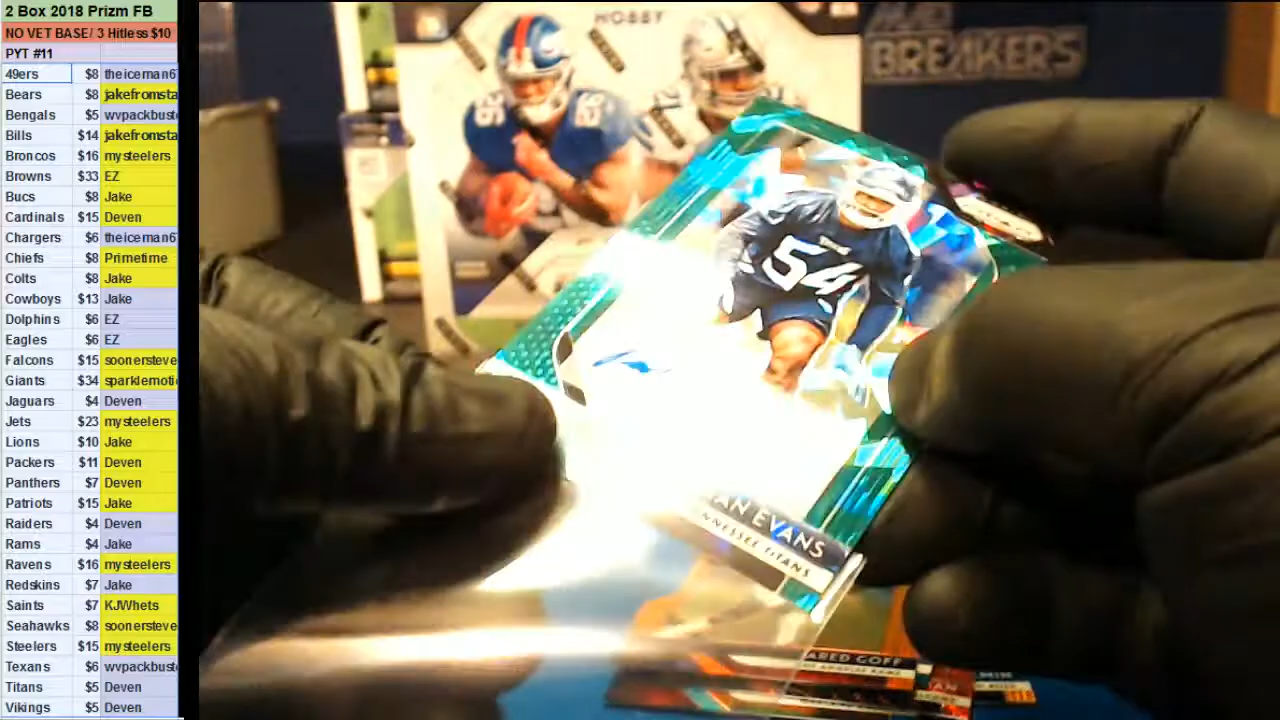 2 Box 2018 Prizm FB
NO VET BASE/ 3 Hitless $10
PYT #11
49ers $8 theiceman6
Bears $8 jakefromsta
Bengals $5 wvpackbust
Bills $14 jakefromsta
Broncos $16 mysteelers
Browns $33 EZ
Bucs $8 Jake
Cardinals $15 Deven
Chargers $6 theiceman6
Chiefs $8 Primetime
Colts $8 Jake
Cowboys $13 Jake
Dolphins $6 EZ
Eagles $6 EZ
Falcons $15 soonersteve
Giants $34 sparklemoti
Jaguars $4 Deven
Jets $23 mysteelers
Lions $10 Jake
Packers $11 Deven
Panthers $7 Deven
Patriots $15 Jake
Raiders $4 Deven
Rams $4 Jake
Ravens $16 mysteelers
Redskins $7 Jake
Saints $7 KJWhets
Seahawks $8 soonersteve
Steelers $15 mysteelers
Texans $6 wvpackbust
Titans $5 Deven
Vikings $5 Deven
HOBBY
BREAKERS
26
54
AN EVANS
NNESSEE TITANS
ARED GOFF